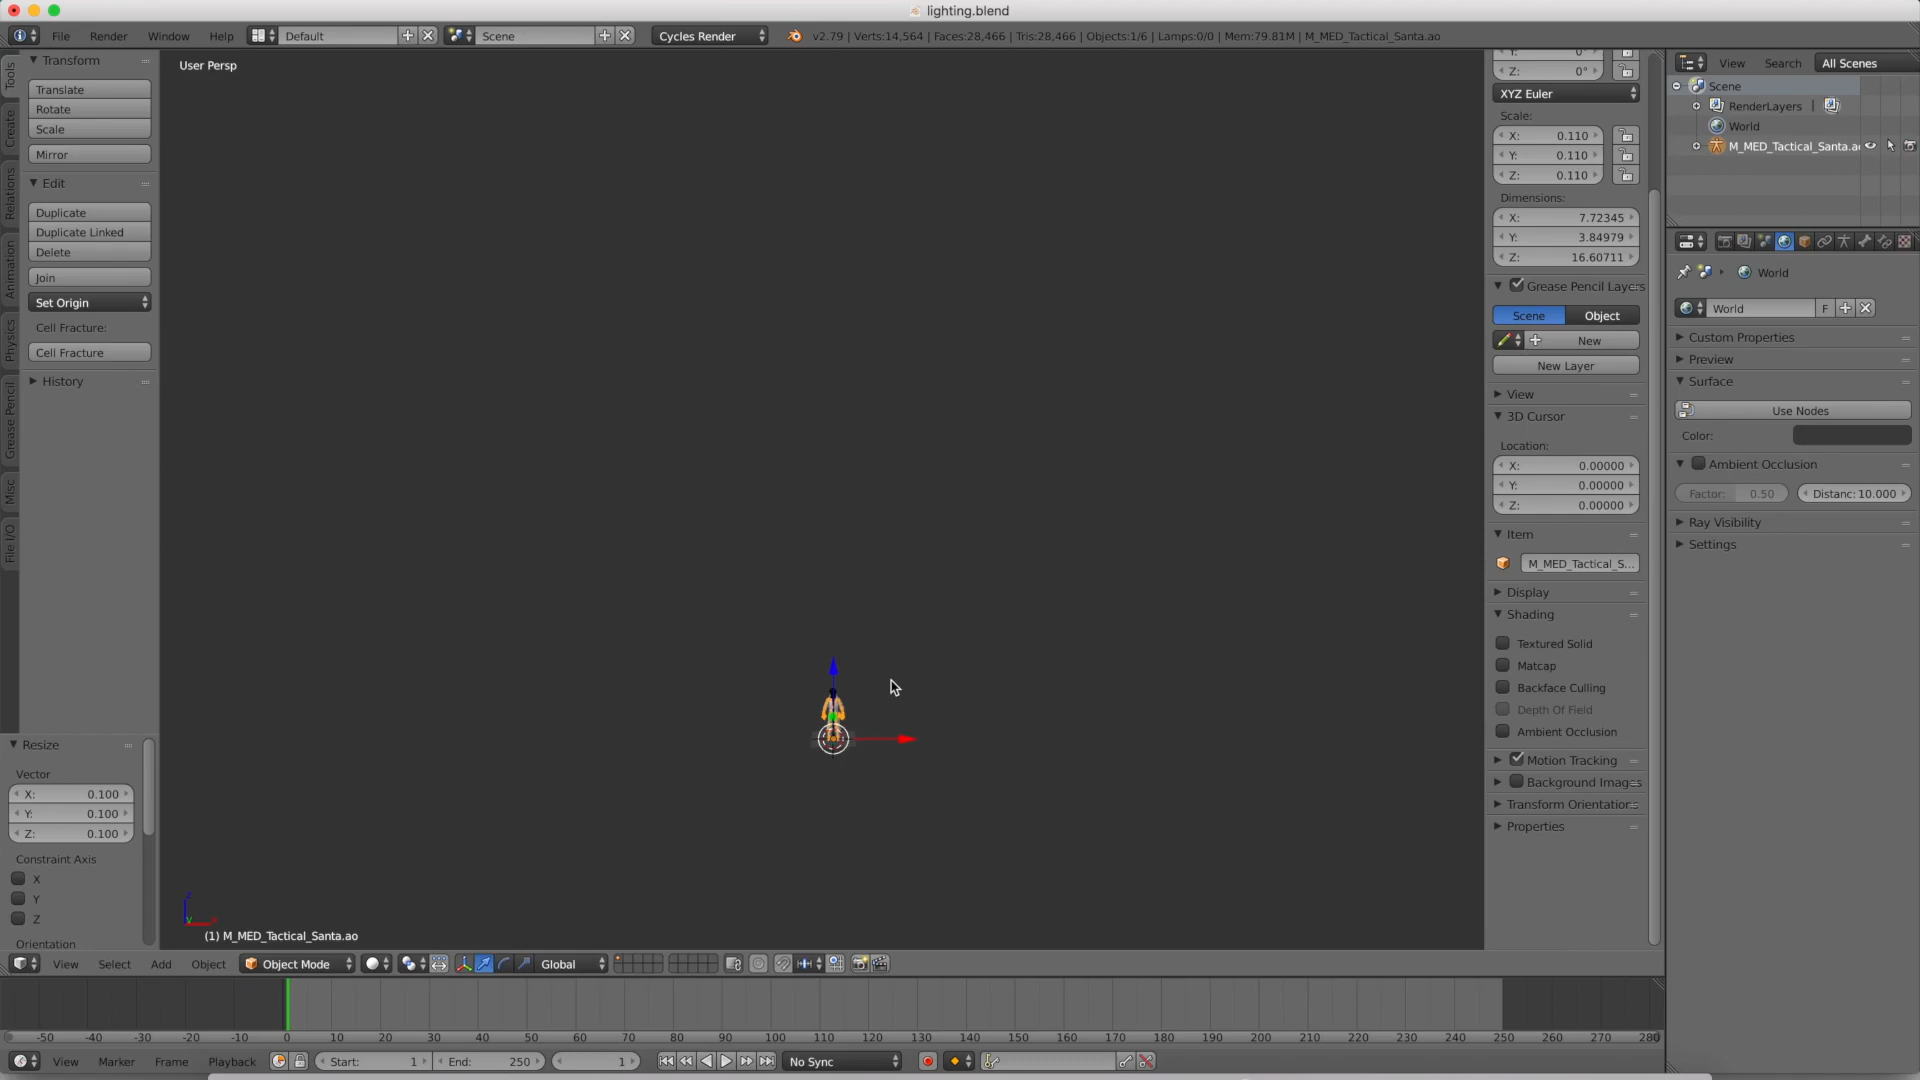 lighting.blend
File Render Window Help Default Scene Cycles Render v2.79 | Verts:14,564 | Faces:28,466 | Tris:28,466 | Objects:1/6 | Lamps:0/0 | Mem:79.81M | M_MED_Tactical_Santa.ao
Tools
Create
Relations
Animation
Physics
Grease Pencil
Misc
File I/O
Transform
Translate
Rotate
Scale
Mirror
Edit
Duplicate
Duplicate Linked
Delete
Join
Set Origin
Cell Fracture:
Cell Fracture
History
Resize
Vector
X: 0.100
Y: 0.100
Z: 0.100
Constraint Axis
X
Y
Z
Orientation
User Persp
(1) M_MED_Tactical_Santa.ao
Z: 0°
XYZ Euler
Scale:
X: 0.110
Y: 0.110
Z: 0.110
Dimensions:
X: 7.72345
Y: 3.84979
Z: 16.60711
Grease Pencil Layers
Scene Object
New
New Layer
View
3D Cursor
Location:
X: 0.00000
Y: 0.00000
Z: 0.00000
Item
M_MED_Tactical_S...
Display
Shading
Textured Solid
Matcap
Backface Culling
Depth Of Field
Ambient Occlusion
Motion Tracking
Background Images
Transform Orientations
Properties
View Search All Scenes
Scene
RenderLayers |
World
M_MED_Tactical_Santa.ao
World
World F
Custom Properties
Preview
Surface
Use Nodes
Color:
Ambient Occlusion
Factor: 0.50 Distanc: 10.000
Ray Visibility
Settings
View Select Add Object Object Mode Global
-50 -40 -30 -20 -10 0 10 20 30 40 50 60 70 80 90 100 110 120 130 140 150 160 170 180 190 200 210 220 230 240 250 260 270 280
View Marker Frame Playback Start: 1 End: 250 1 No Sync